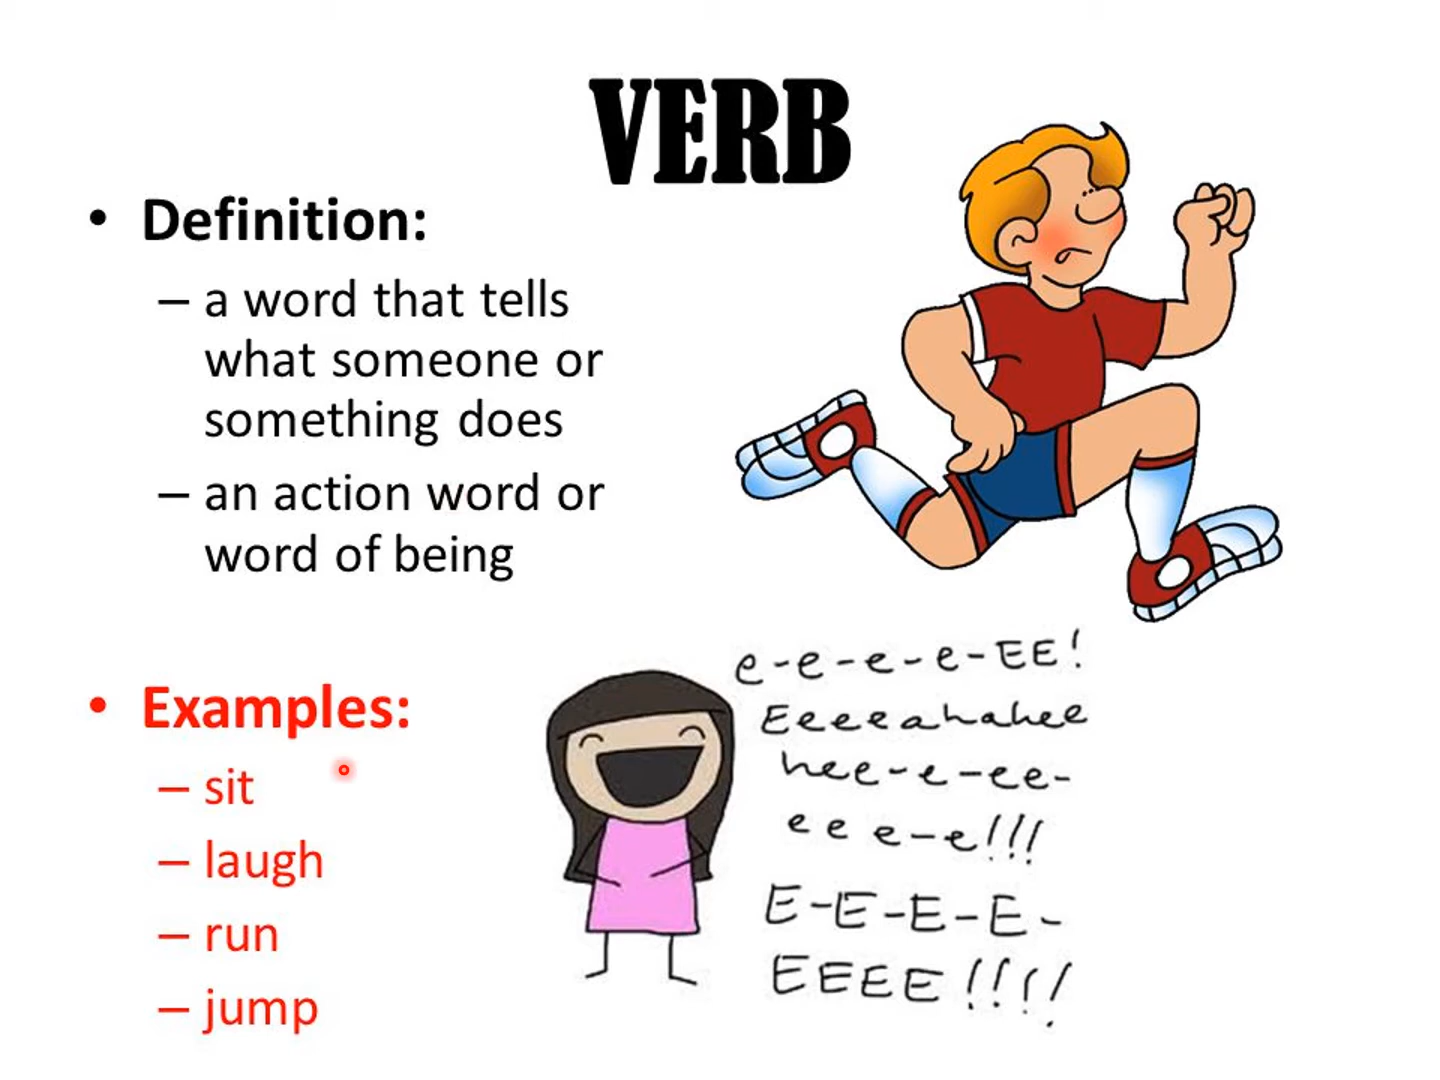 VERB
• Definition:
– a word that tells
what someone or
something does
– an action word or
word of being
• Examples:
– sit
– laugh
– run
– jump
e-e-e-e-EE!
Eeeeahahee
hee-e-ee-
e e e-e!!!
E-E-E-E-
EEEE!!!!